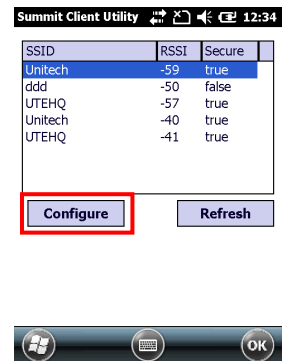 Summit Client Utility 12:34
SSID RSSI Secure
Unitech -59 true
ddd -50 false
UTEHQ -57 true
Unitech -40 true
UTEHQ -41 true
Configure Refresh
OK